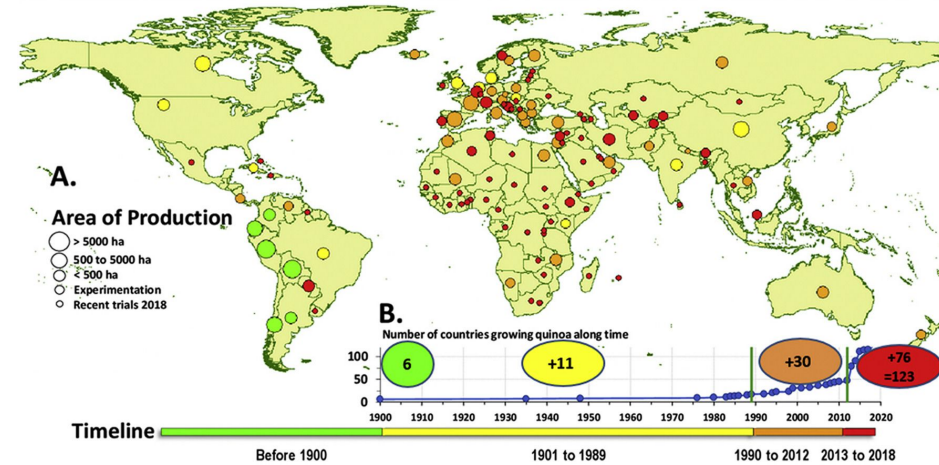 A.
Area of Production
> 5000 ha
500 to 5000 ha
< 500 ha
Experimentation
Recent trials 2018
B.
Number of countries growing quinoa along time
100
50
0
6
+11
+30
+76
=123
1900 1910 1920 1930 1940 1950 1960 1970 1980 1990 2000 2010 2020
Timeline
Before 1900
1901 to 1989
1990 to 2012
2013 to 2018